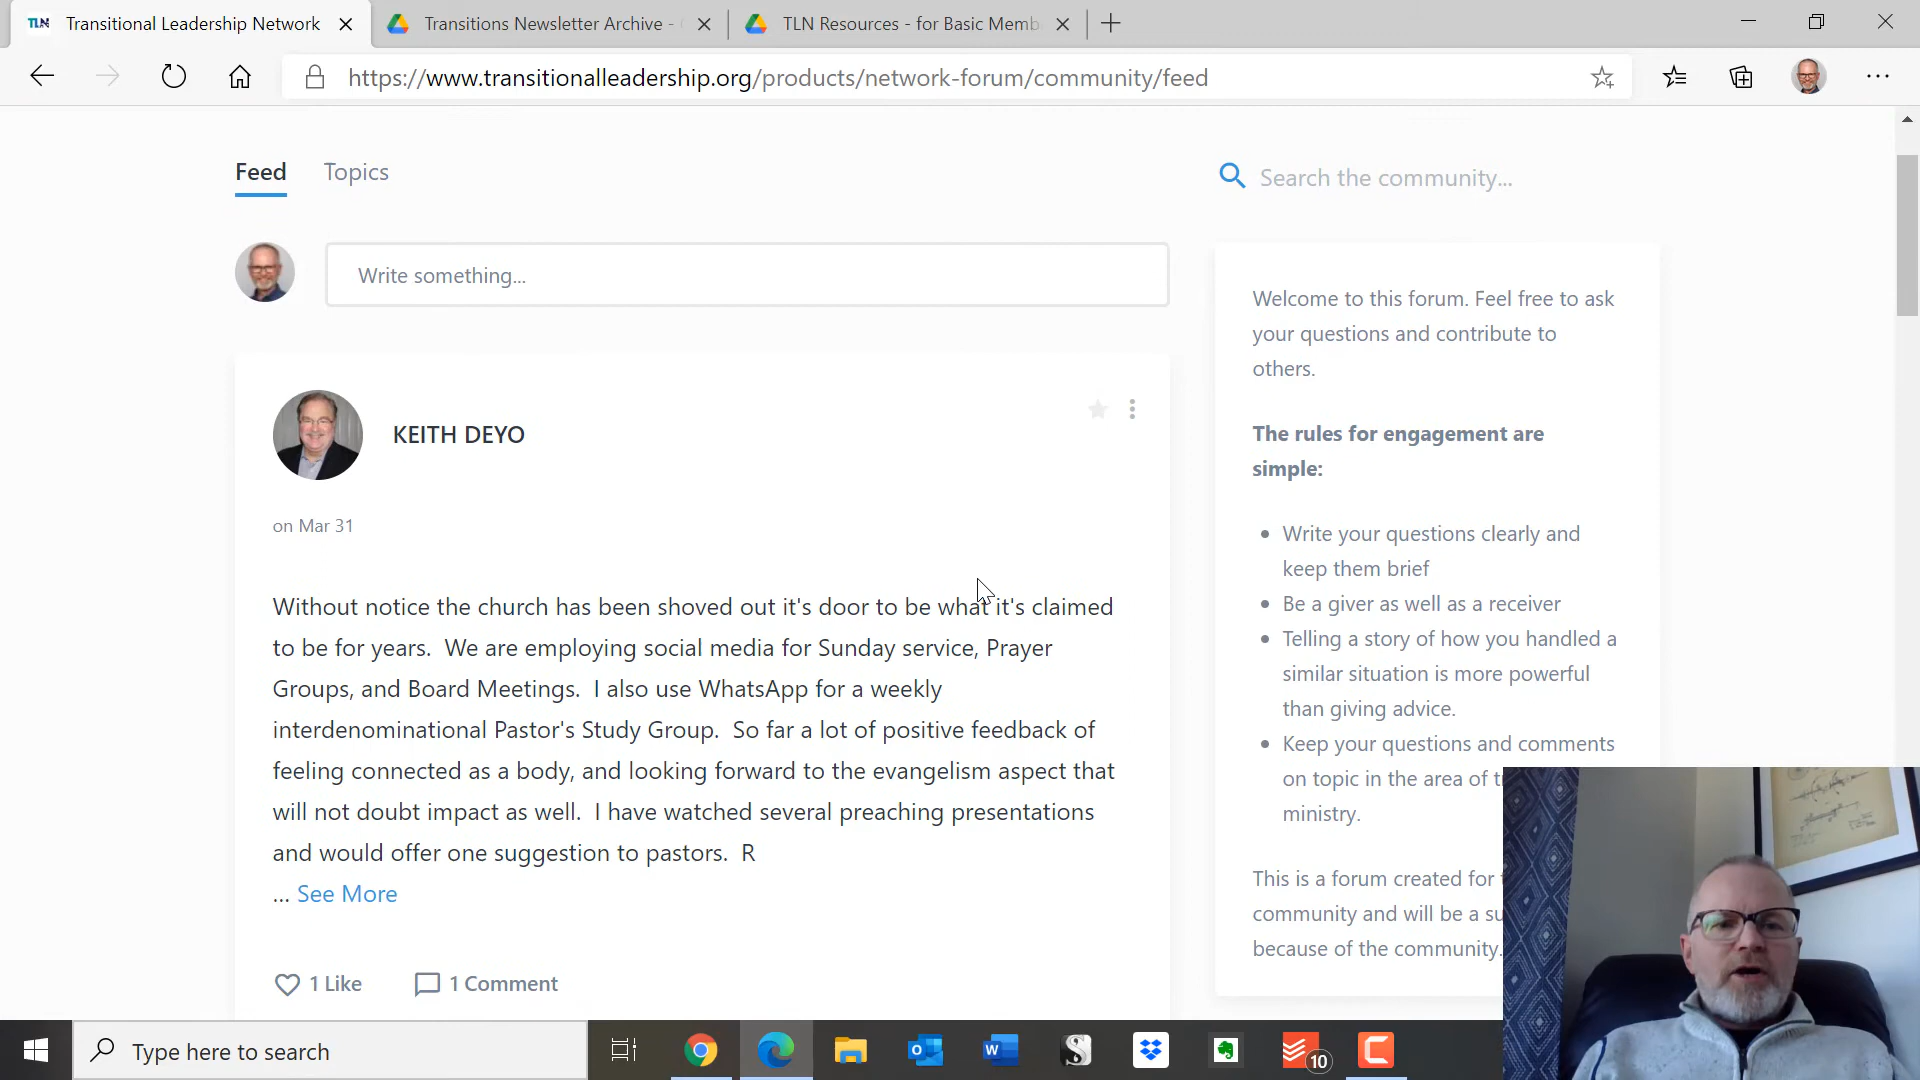 TLN Transitional Leadership Network
Transitions Newsletter Archive -
TLN Resources - for Basic Memb
https://www.transitionalleadership.org/products/network-forum/community/feed
Feed
Topics
Search the community...
Write something...
KEITH DEYO
on Mar 31
Without notice the church has been shoved out it's door to be what it's claimed
to be for years.  We are employing social media for Sunday service, Prayer
Groups, and Board Meetings.  I also use WhatsApp for a weekly
interdenominational Pastor's Study Group.  So far a lot of positive feedback of
feeling connected as a body, and looking forward to the evangelism aspect that
will not doubt impact as well.  I have watched several preaching presentations
and would offer one suggestion to pastors.  R
... See More
1 Like
1 Comment
Welcome to this forum. Feel free to ask
your questions and contribute to
others.
The rules for engagement are
simple:
Write your questions clearly and
keep them brief
Be a giver as well as a receiver
Telling a story of how you handled a
similar situation is more powerful
than giving advice.
Keep your questions and comments
on topic in the area of t
ministry.
This is a forum created for
community and will be a su
because of the community.
Type here to search
10